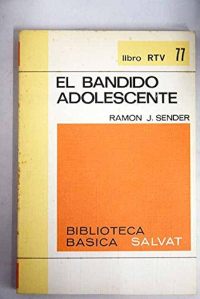 libro RTV 77
EL BANDIDO
ADOLESCENTE
RAMON J. SENDER
BIBLIOTECA
BASICA SALVAT